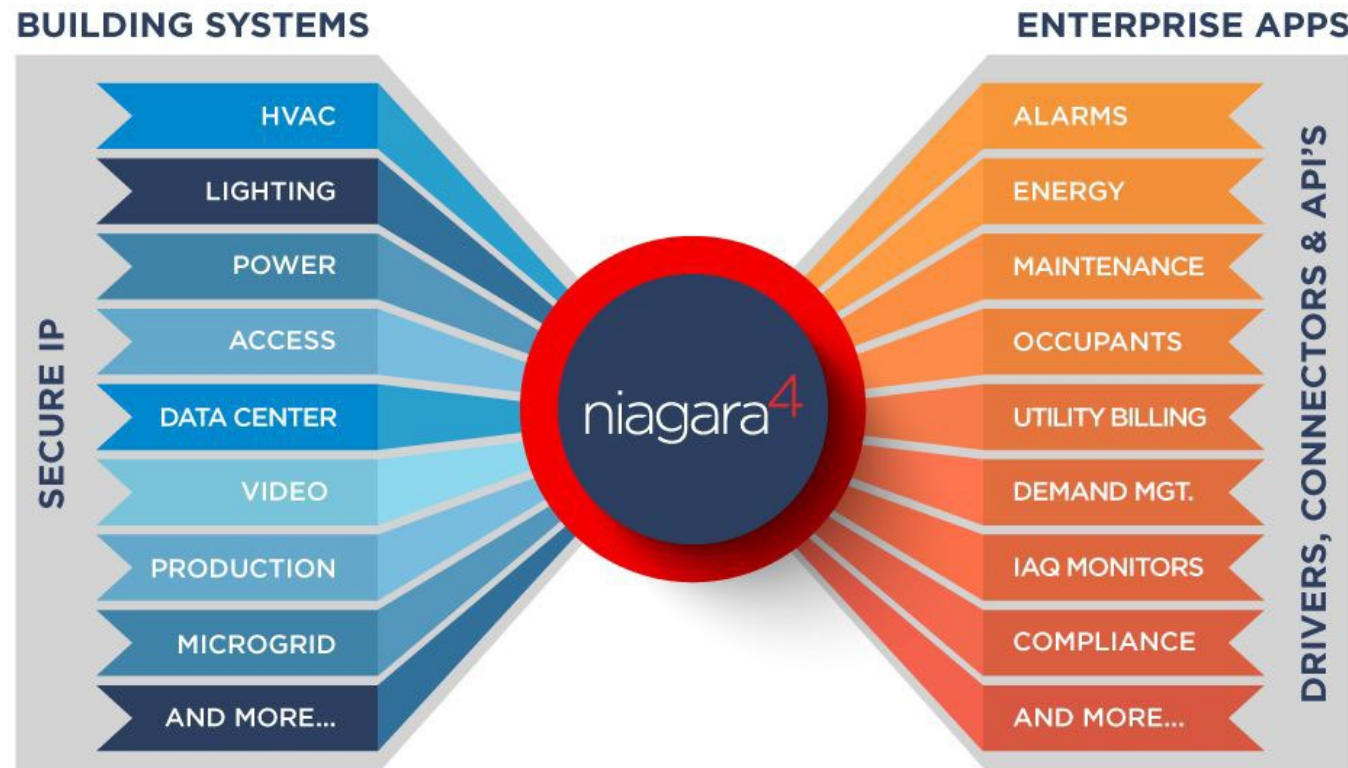 BUILDING SYSTEMS
ENTERPRISE APPS
SECURE IP
HVAC
LIGHTING
POWER
ACCESS
DATA CENTER
VIDEO
PRODUCTION
MICROGRID
AND MORE...
niagara4
ALARMS
ENERGY
MAINTENANCE
OCCUPANTS
UTILITY BILLING
DEMAND MGT.
IAQ MONITORS
COMPLIANCE
AND MORE...
DRIVERS, CONNECTORS & API'S